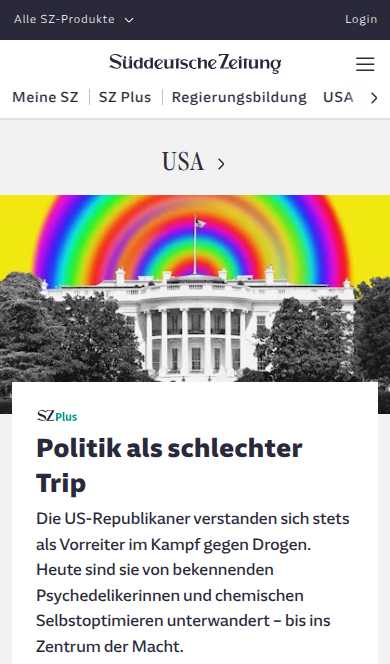 Alle SZ-Produkte
Login
Süddeutsche Zeitung
Meine SZ
SZ Plus
Regierungsbildung
USA
USA
SZPlus
Politik als schlechter
Trip
Die US-Republikaner verstanden sich stets
als Vorreiter im Kampf gegen Drogen.
Heute sind sie von bekennenden
Psychedelikerinnen und chemischen
Selbstoptimieren unterwandert – bis ins
Zentrum der Macht.